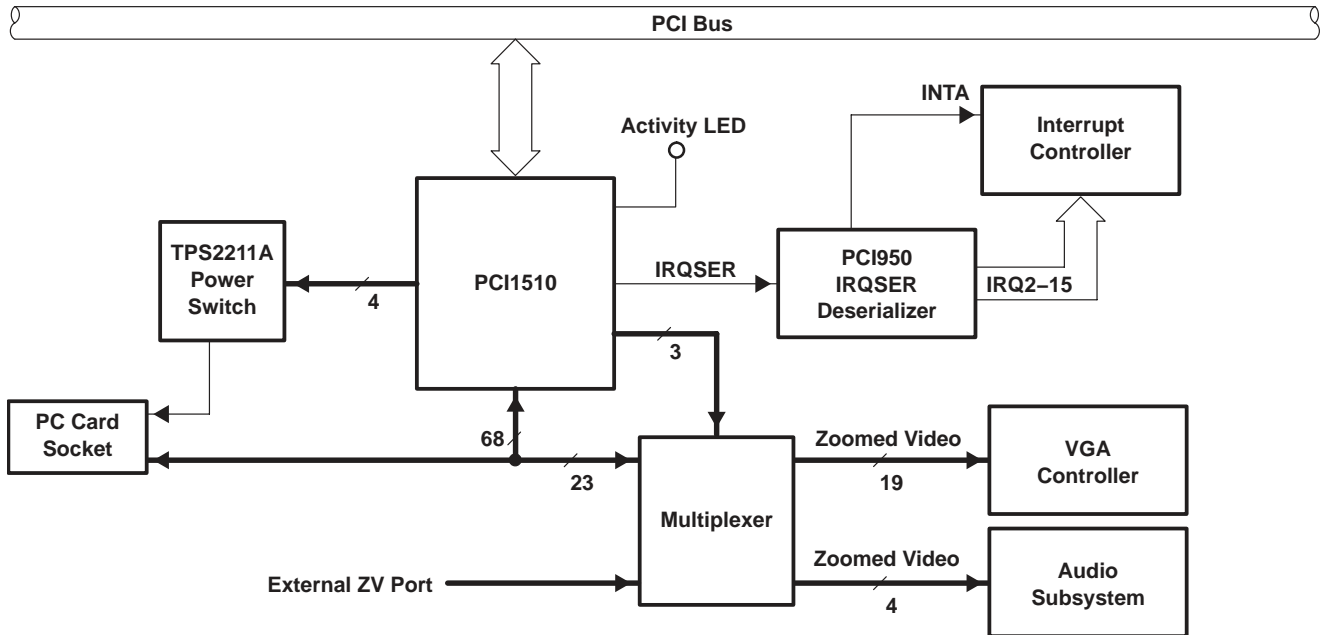 PCI Bus
INTA
Activity LED
Interrupt
Controller
TPS2211A
Power
Switch
PCI1510
IRQSER
PCI950
IRQSER
Deserializer
IRQ2–15
4
3
PC Card
Socket
68
23
Multiplexer
Zoomed Video
19
VGA
Controller
External ZV Port
Zoomed Video
4
Audio
Subsystem